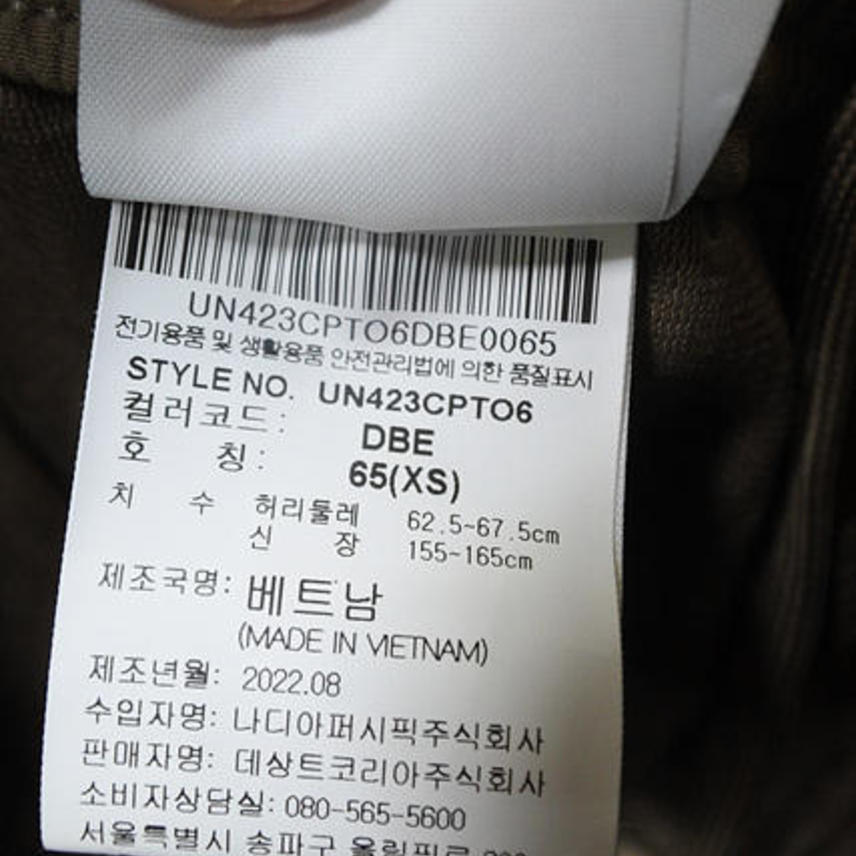 UN423CPTO6DBE0065
전기용품 및 생활용품 안전관리법에 의한 품질표시
STYLE NO. UN423CPTO6
컬러코드: DBE
호 칭: 65(XS)
치 수 허리둘레 62.5~67.5cm
신 장 155~165cm
제조국명: 베트남
(MADE IN VIETNAM)
제조년월: 2022.08
수입자명: 나디아퍼시픽주식회사
판매자명: 데상트코리아주식회사
소비자상담실: 080-565-5600
서울특별시 송파구 올림픽로